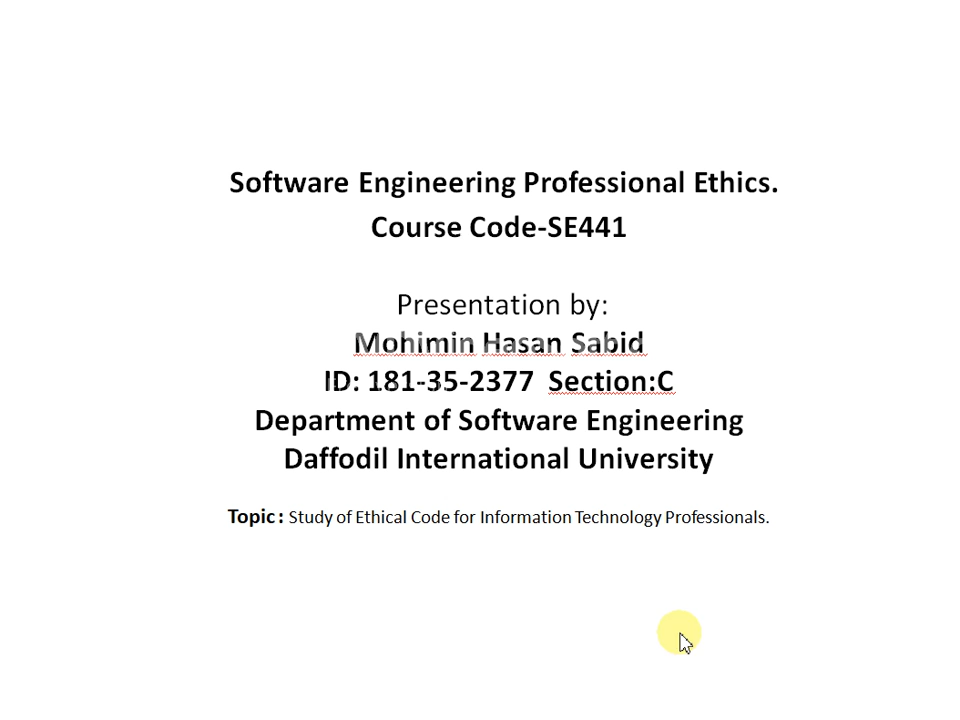 Software Engineering Professional Ethics.
Course Code-SE441
Presentation by:
Mohimin Hasan Sabid
ID: 181-35-2377 Section:C
Department of Software Engineering
Daffodil International University
Topic : Study of Ethical Code for Information Technology Professionals.